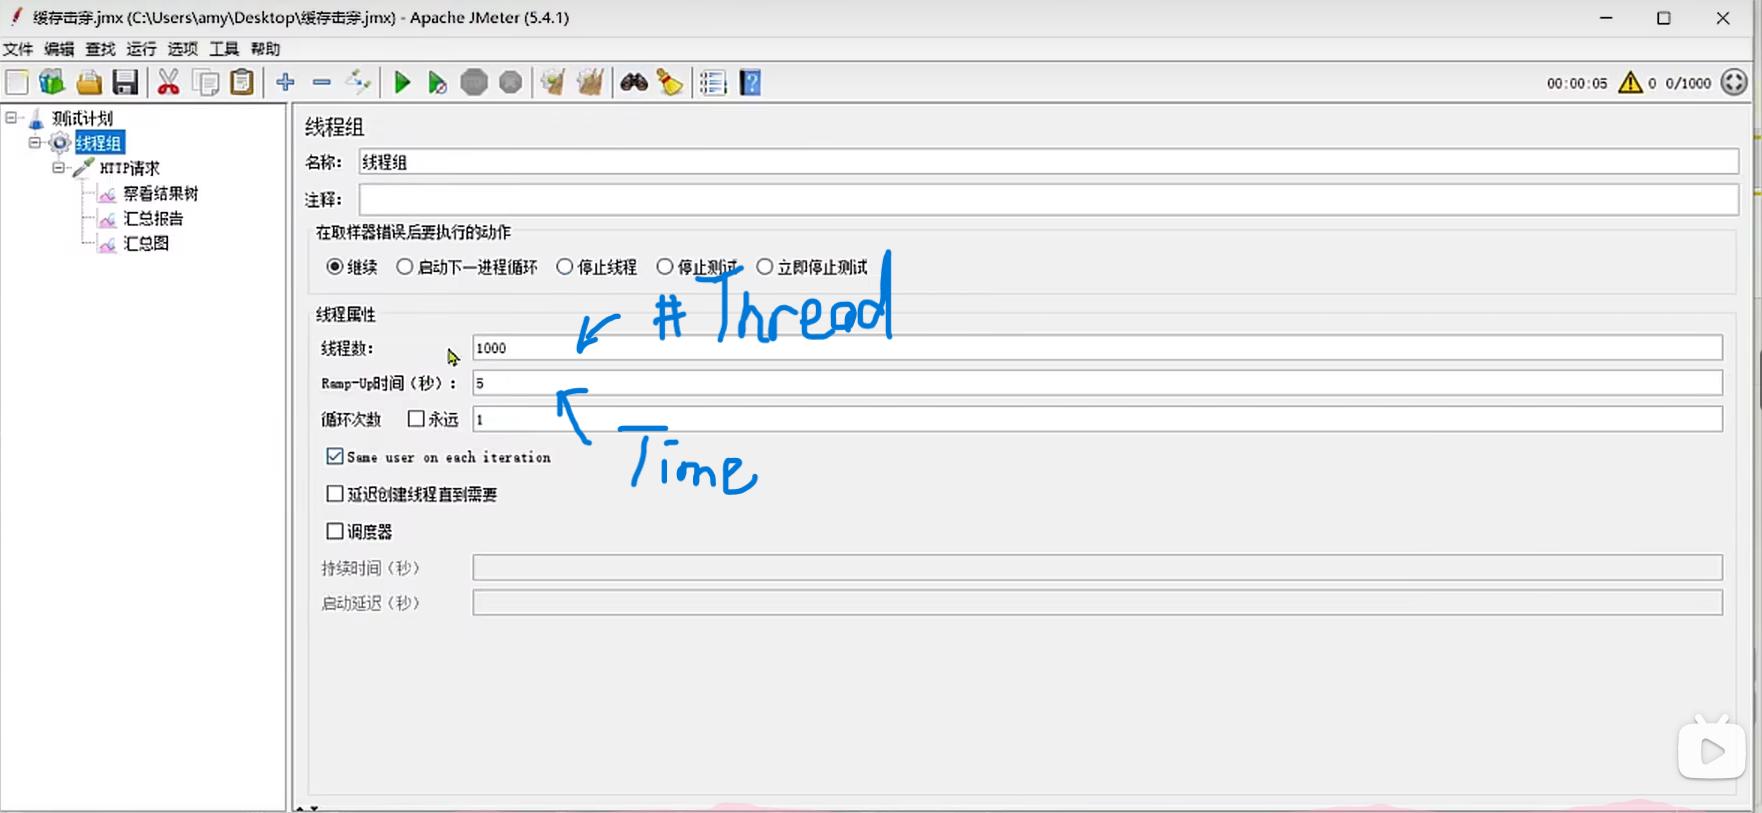 缓存击穿.jmx (C:\Users\amy\Desktop\缓存击穿.jmx) - Apache JMeter (5.4.1)
文件 编辑 查找 运行 选项 工具 帮助
00:00:05 0 0/1000
测试计划
线程组
HTTP请求
察看结果树
汇总报告
汇总图
线程组
名称： 线程组
注释：
在取样器错误后要执行的动作
继续 启动下一进程循环 停止线程 停止测试 立即停止测试
# Thread
线程属性
线程数： 1000
Ramp-Up时间（秒）： 5
循环次数 永远 1
Time
Same user on each iteration
延迟创建线程直到需要
调度器
持续时间（秒）
启动延迟（秒）